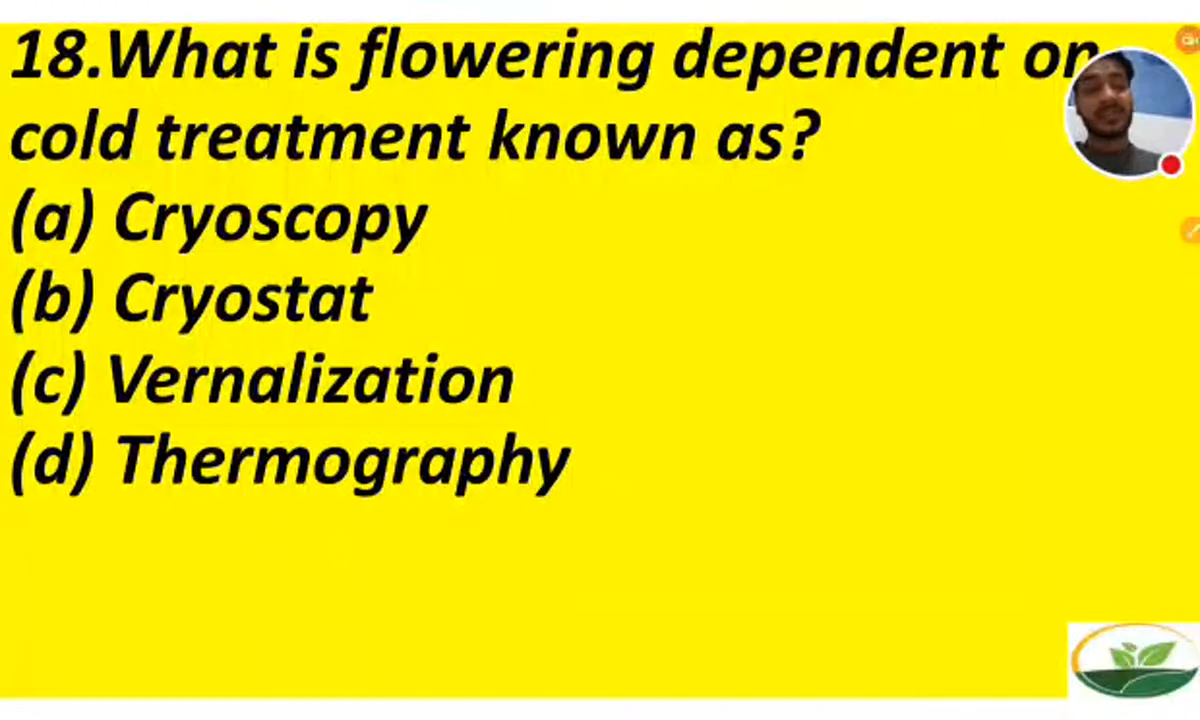 18.What is flowering dependent on
cold treatment known as?
(a) Cryoscopy
(b) Cryostat
(c) Vernalization
(d) Thermography